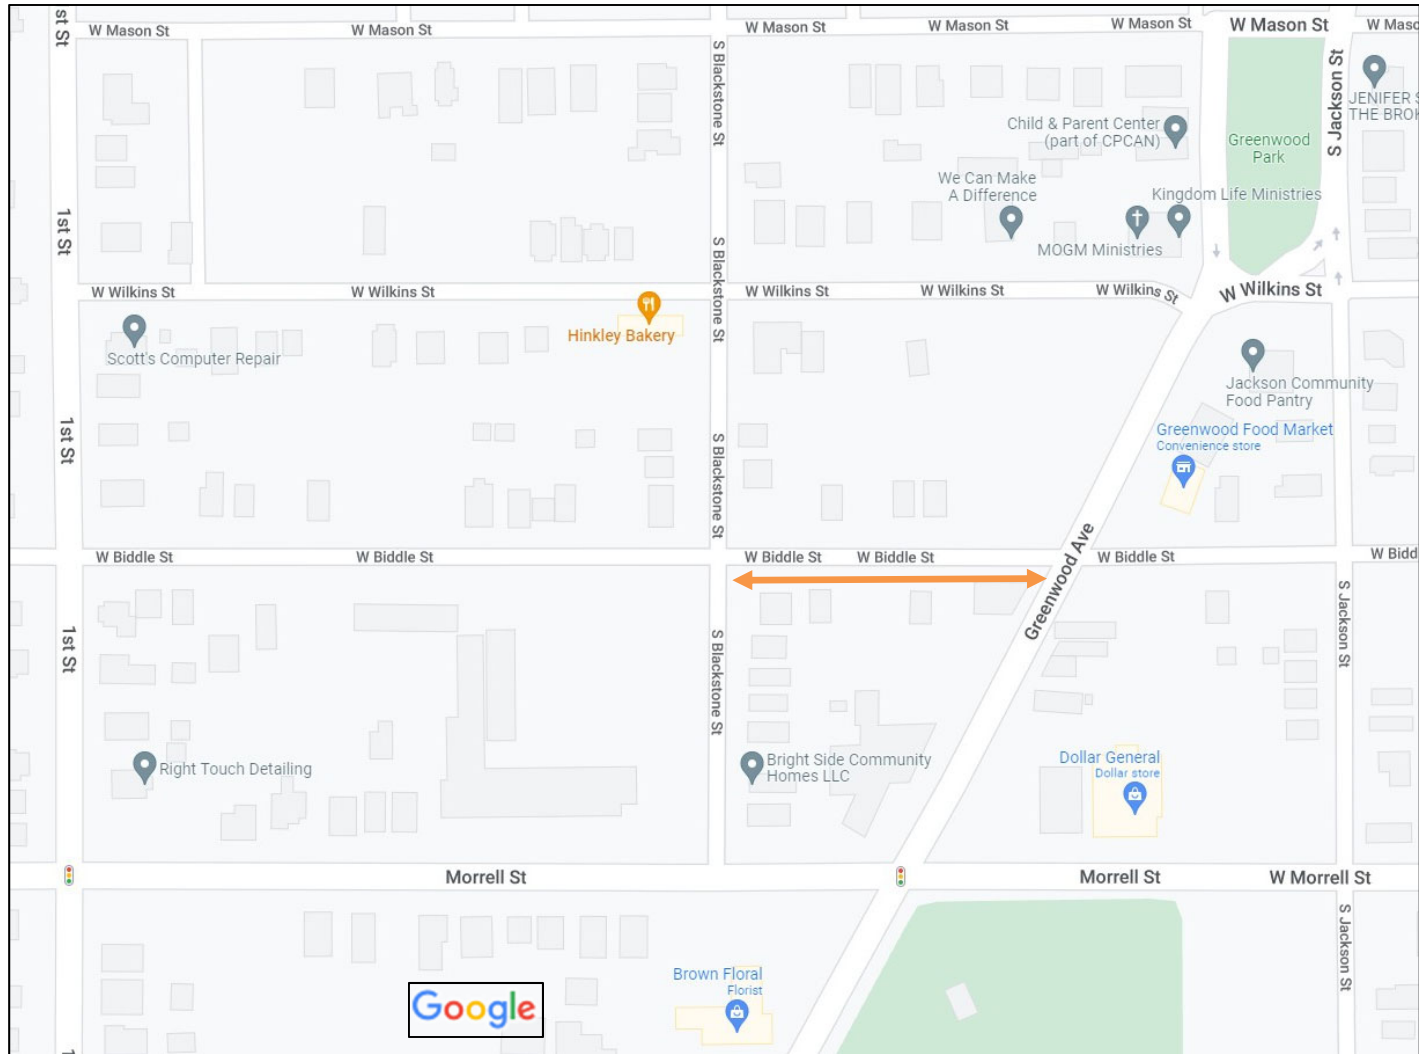 st St
W Mason St
W Mason St
W Mason St
W Mason St
W Mason St
W Mason St
W Maso
S Blackstone St
S Jackson St
JENIFER S
THE BROK
Child & Parent Center
(part of CPCAN)
Greenwood
Park
We Can Make
A Difference
Kingdom Life Ministries
MOGM Ministries
1st St
S Blackstone St
W Wilkins St
W Wilkins St
W Wilkins St
W Wilkins St
W Wilkins St
W Wilkins St
Hinkley Bakery
Scott's Computer Repair
Jackson Community
Food Pantry
1st St
S Blackstone St
Greenwood Food Market
Convenience store
W Biddle St
W Biddle St
W Biddle St
W Biddle St
W Biddle St
W Bidd
Greenwood Ave
1st St
S Blackstone St
S Jackson St
Right Touch Detailing
Bright Side Community
Homes LLC
Dollar General
Dollar store
Morrell St
Morrell St
W Morrell St
S Jackson St
Brown Floral
Florist
Google